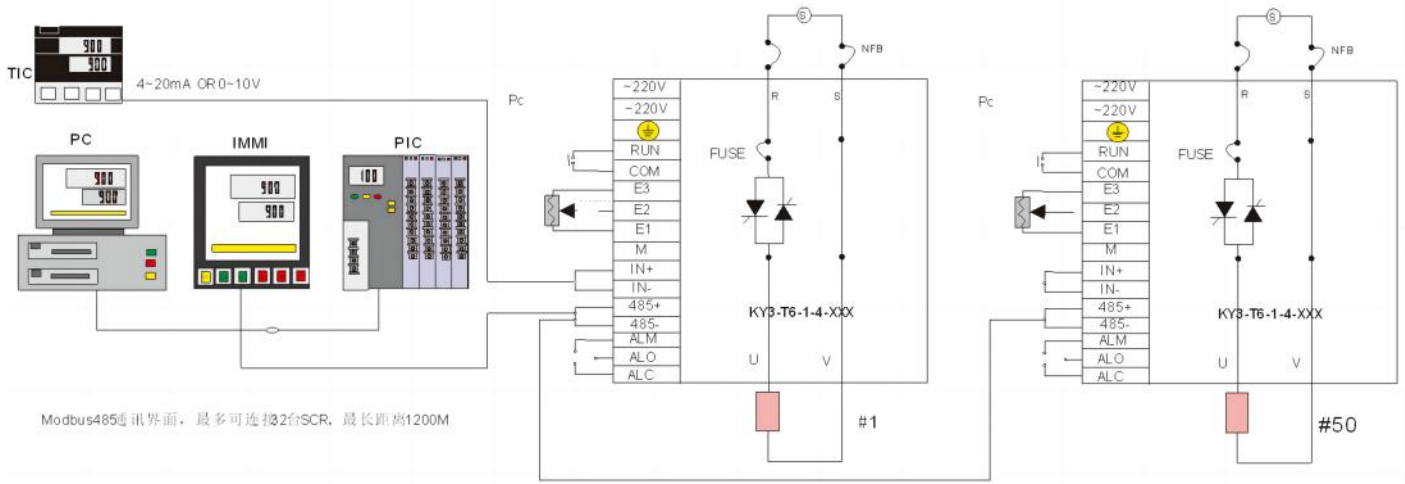 TIC
900
900
4~20mA OR 0~10V
PC
IMMI
PIC
900
900
900
900
100
Modbus485通讯界面，最多可连接32台SCR，最长距离1200M
S
NFB
Pc
~220V
~220V
RUN
COM
E3
E2
E1
M
IN+
IN-
485+
485-
ALM
ALO
ALC
R
S
FUSE
KY3-T6-1-4-XXX
U
V
#1
S
NFB
Pc
~220V
~220V
RUN
COM
E3
E2
E1
M
IN+
IN-
485+
485-
ALM
ALO
ALC
R
S
FUSE
KY3-T6-1-4-XXX
U
V
#50